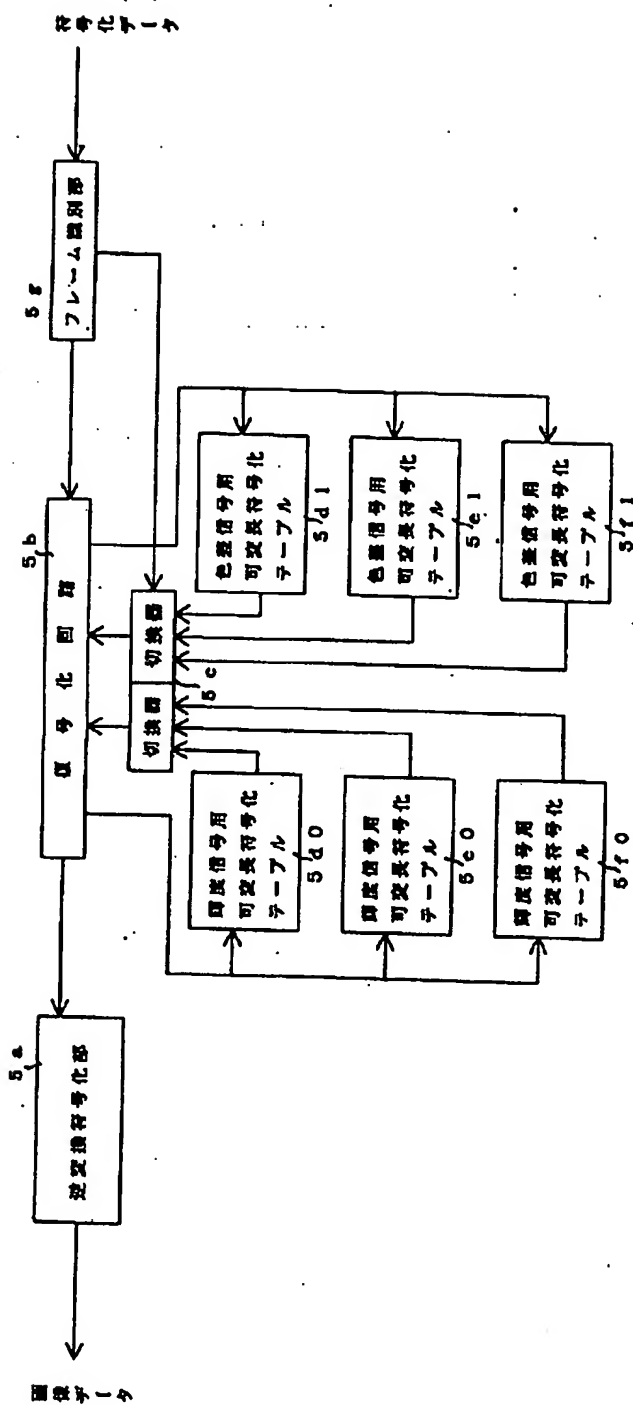 符号化データ
フレーム識別部
5g
5b
復号化回路
切換器
切換器
5c
色差信号用
可変長符号化
テーブル
5d1
色差信号用
可変長符号化
テーブル
5e1
色差信号用
可変長符号化
テーブル
5f1
輝度信号用
可変長符号化
テーブル
5d0
輝度信号用
可変長符号化
テーブル
5e0
輝度信号用
可変長符号化
テーブル
5f0
5a
逆変換符号化部
画像データ